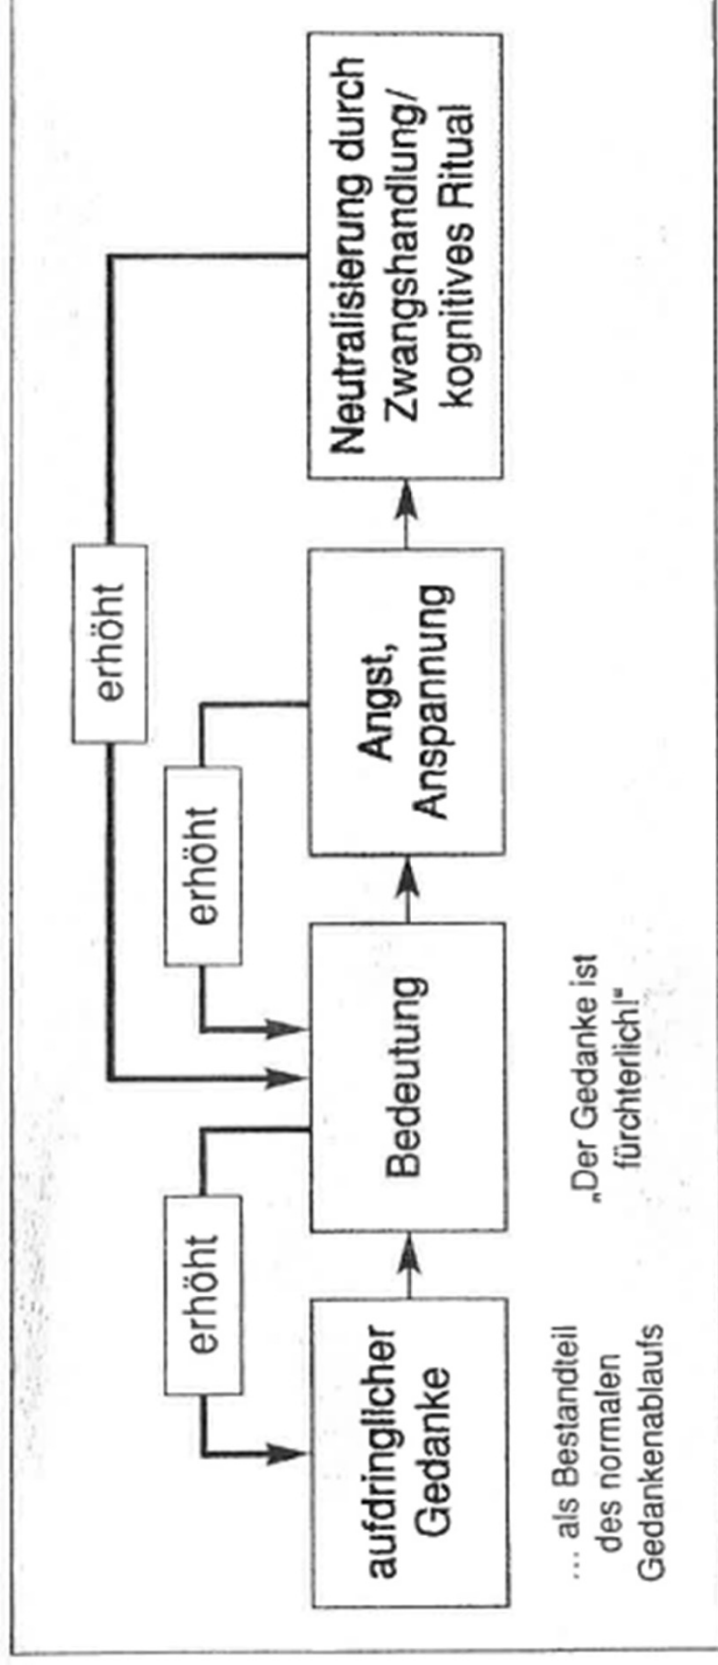 erhöht
erhöht
erhöht
aufdringlicher
Gedanke
Bedeutung
Angst,
Anspannung
Neutralisierung durch
Zwangshandlung/
kognitives Ritual
... als Bestandteil
des normalen
Gedankenablaufs
„Der Gedanke ist
fürchterlich!“